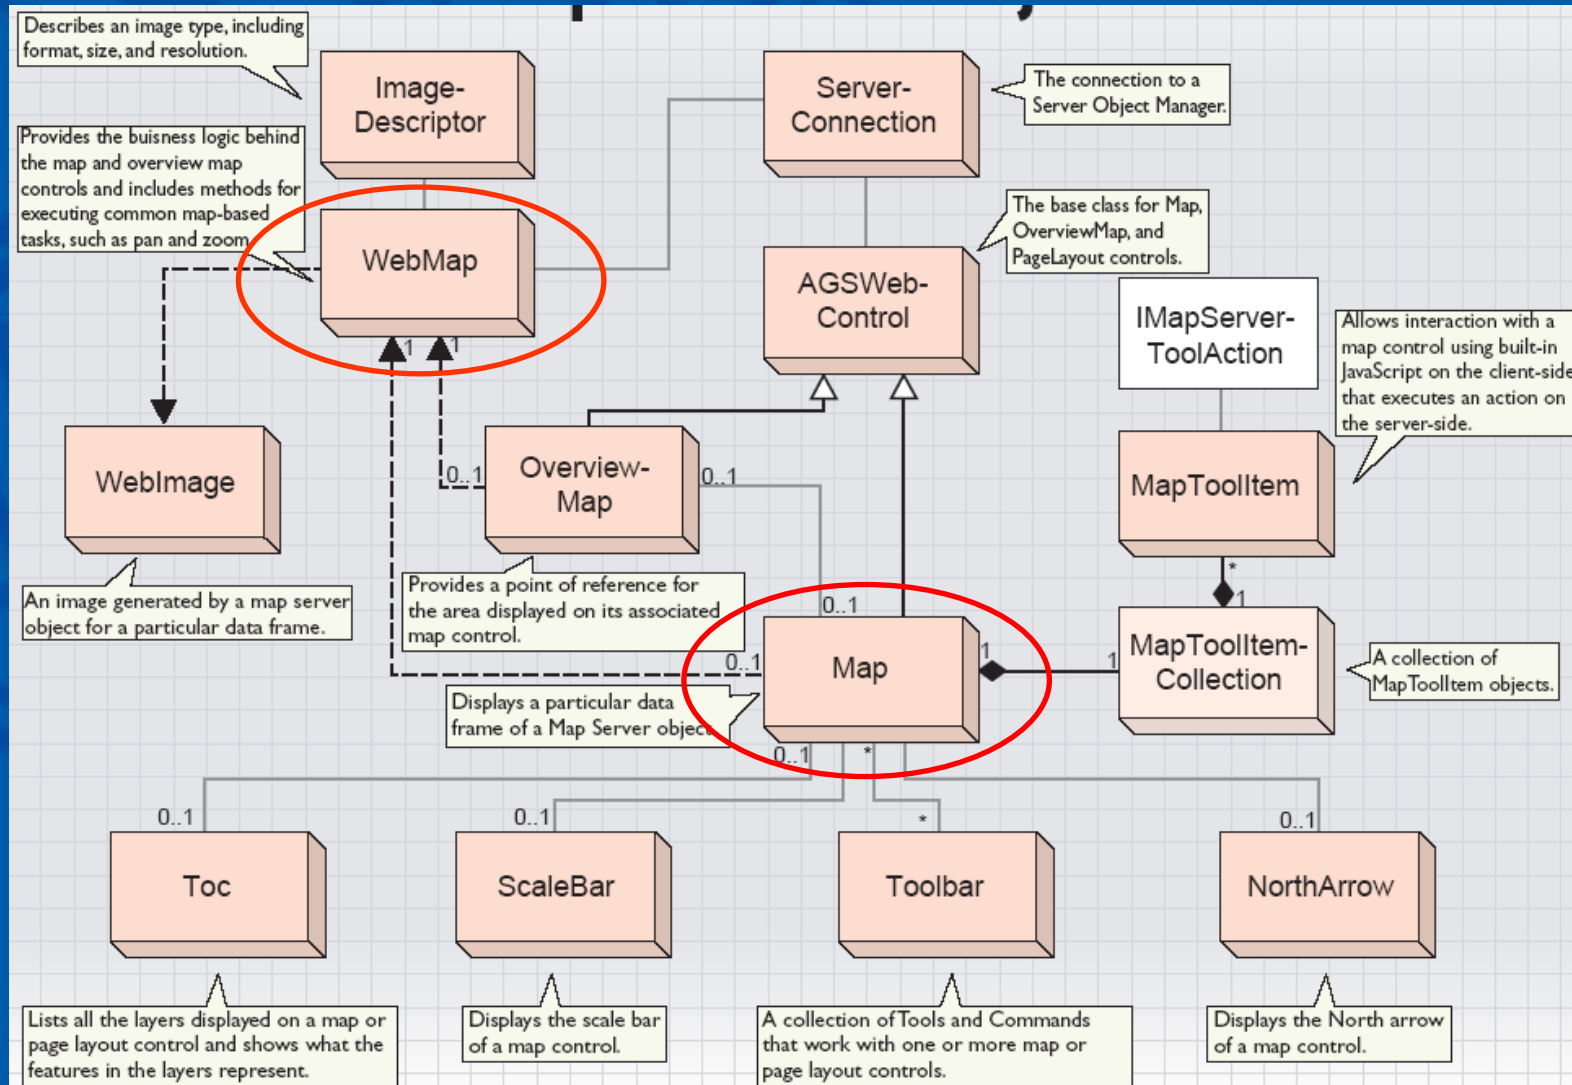 Describes an image type, including
format, size, and resolution.
Image-
Descriptor
Server-
Connection
The connection to a
Server Object Manager.
Provides the buisness logic behind
the map and overview map
controls and includes methods for
executing common map-based
tasks, such as pan and zoom
WebMap
The base class for Map,
OverviewMap, and
PageLayout controls.
AGSWeb-
Control
IMapServer-
ToolAction
Allows interaction with a
map control using built-in
JavaScript on the client-side
that executes an action on
the server-side.
1
1
WebImage
0..1
Overview-
Map
0..1
MapToolItem
An image generated by a map server
object for a particular data frame.
Provides a point of reference for
the area displayed on its associated
map control.
0..1
*
1
0..1
Map
1
1
MapToolItem-
Collection
A collection of
MapToolItem objects.
Displays a particular data
frame of a Map Server object.
0..1
*
0..1
0..1
*
0..1
Toc
ScaleBar
Toolbar
NorthArrow
Lists all the layers displayed on a map or
page layout control and shows what the
features in the layers represent.
Displays the scale bar
of a map control.
A collection of Tools and Commands
that work with one or more map or
page layout controls.
Displays the North arrow
of a map control.